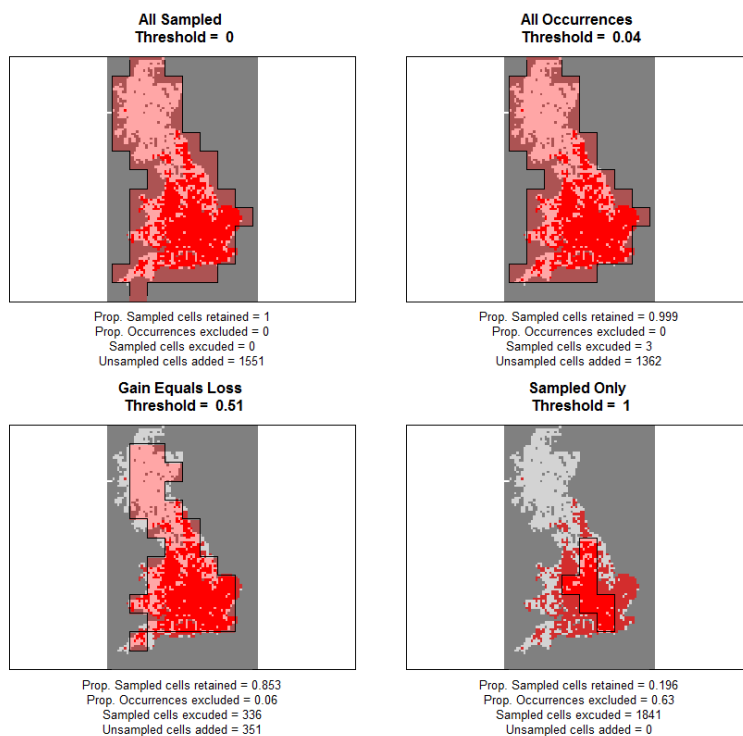 All Sampled
Threshold = 0
Prop. Sampled cells retained = 1
Prop. Occurrences excluded = 0
Sampled cells excuded = 0
Unsampled cells added = 1551
All Occurrences
Threshold = 0.04
Prop. Sampled cells retained = 0.999
Prop. Occurrences excluded = 0
Sampled cells excuded = 3
Unsampled cells added = 1362
Gain Equals Loss
Threshold = 0.51
Prop. Sampled cells retained = 0.853
Prop. Occurrences excluded = 0.06
Sampled cells excuded = 336
Unsampled cells added = 351
Sampled Only
Threshold = 1
Prop. Sampled cells retained = 0.196
Prop. Occurrences excluded = 0.63
Sampled cells excuded = 1841
Unsampled cells added = 0